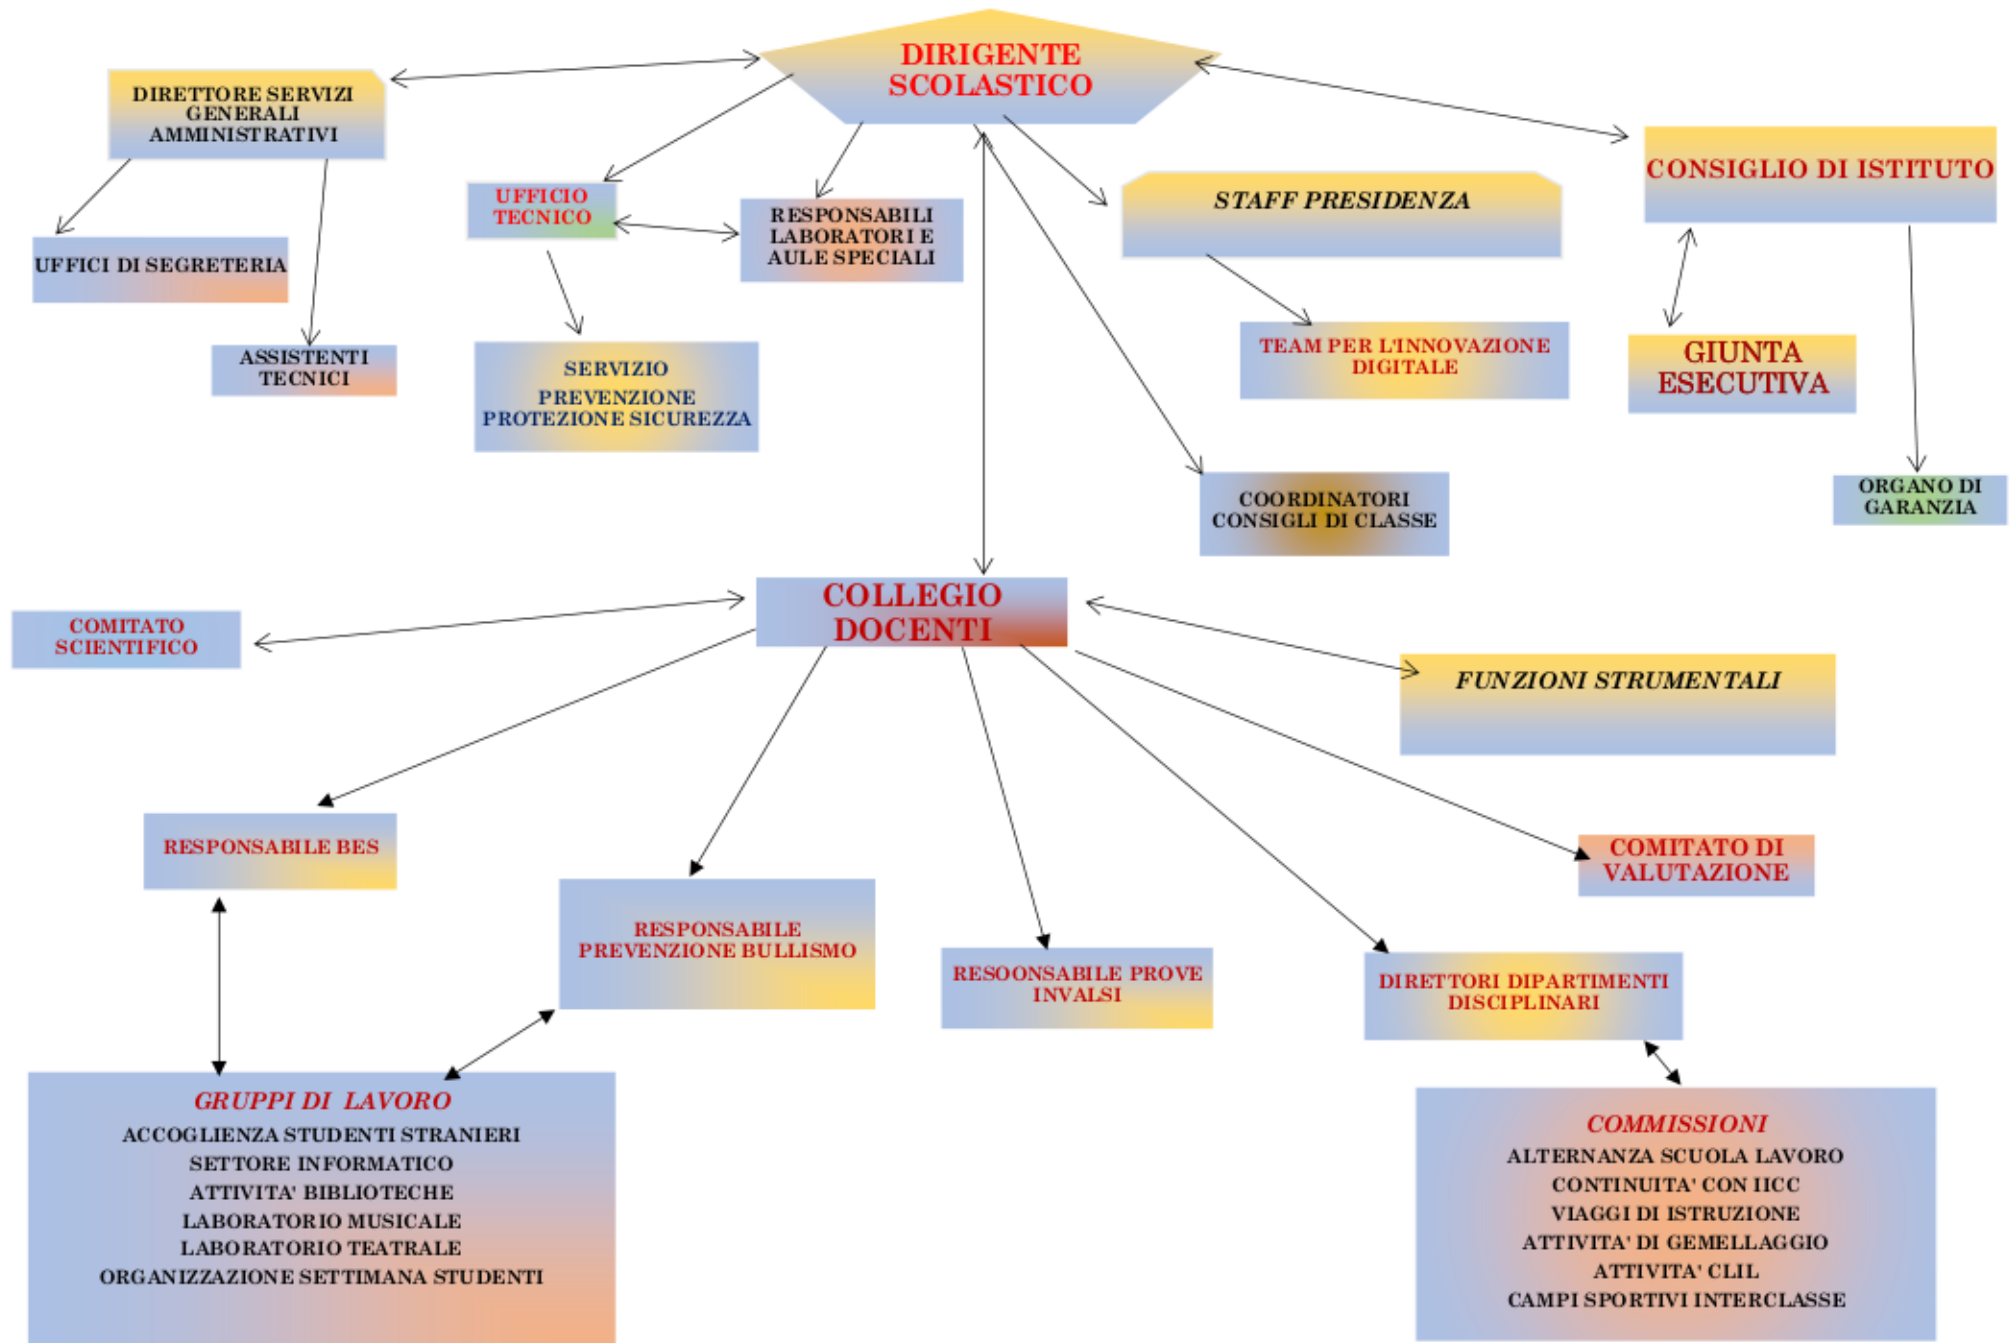 DIRIGENTE
SCOLASTICO
DIRETTORE SERVIZI
GENERALI
AMMINISTRATIVI
CONSIGLIO DI ISTITUTO
UFFICIO
TECNICO
RESPONSABILI
LABORATORI E
AULE SPECIALI
STAFF PRESIDENZA
UFFICI DI SEGRETERIA
ASSISTENTI
TECNICI
SERVIZIO
PREVENZIONE
PROTEZIONE SICUREZZA
TEAM PER L'INNOVAZIONE
DIGITALE
GIUNTA
ESECUTIVA
COORDINATORI
CONSIGLI DI CLASSE
ORGANO DI
GARANZIA
COLLEGIO
DOCENTI
COMITATO
SCIENTIFICO
FUNZIONI STRUMENTALI
RESPONSABILE BES
COMITATO DI
VALUTAZIONE
RESPONSABILE
PREVENZIONE BULLISMO
RESOONSABILE PROVE
INVALSI
DIRETTORI DIPARTIMENTI
DISCIPLINARI
GRUPPI DI LAVORO
ACCOGLIENZA STUDENTI STRANIERI
SETTORE INFORMATICO
ATTIVITA' BIBLIOTECHE
LABORATORIO MUSICALE
LABORATORIO TEATRALE
ORGANIZZAZIONE SETTIMANA STUDENTI
COMMISSIONI
ALTERNANZA SCUOLA LAVORO
CONTINUITA' CON IICC
VIAGGI DI ISTRUZIONE
ATTIVITA' DI GEMELLAGGIO
ATTIVITA' CLIL
CAMPI SPORTIVI INTERCLASSE